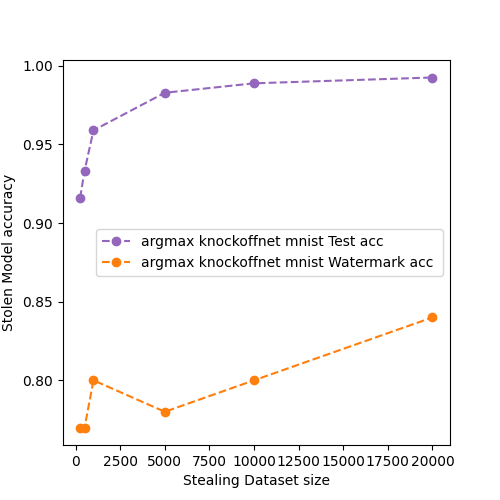 1.00
0.95
0.90
0.85
0.80
Stolen Model accuracy
argmax knockoffnet mnist Test acc
argmax knockoffnet mnist Watermark acc
0 2500 5000 7500 10000 12500 15000 17500 20000
Stealing Dataset size